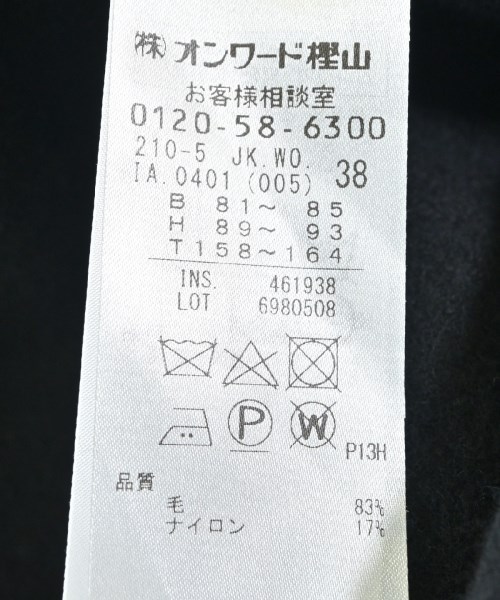 (株)オンワード樫山
お客様相談室
0120-58-6300
210-5 JK.WO.
IA.0401 (005) 38
B 81～ 85
H 89～ 93
T158～164
INS. 461938
LOT 6980508
P W
P13H
品質
毛 83%
ナイロン 17%